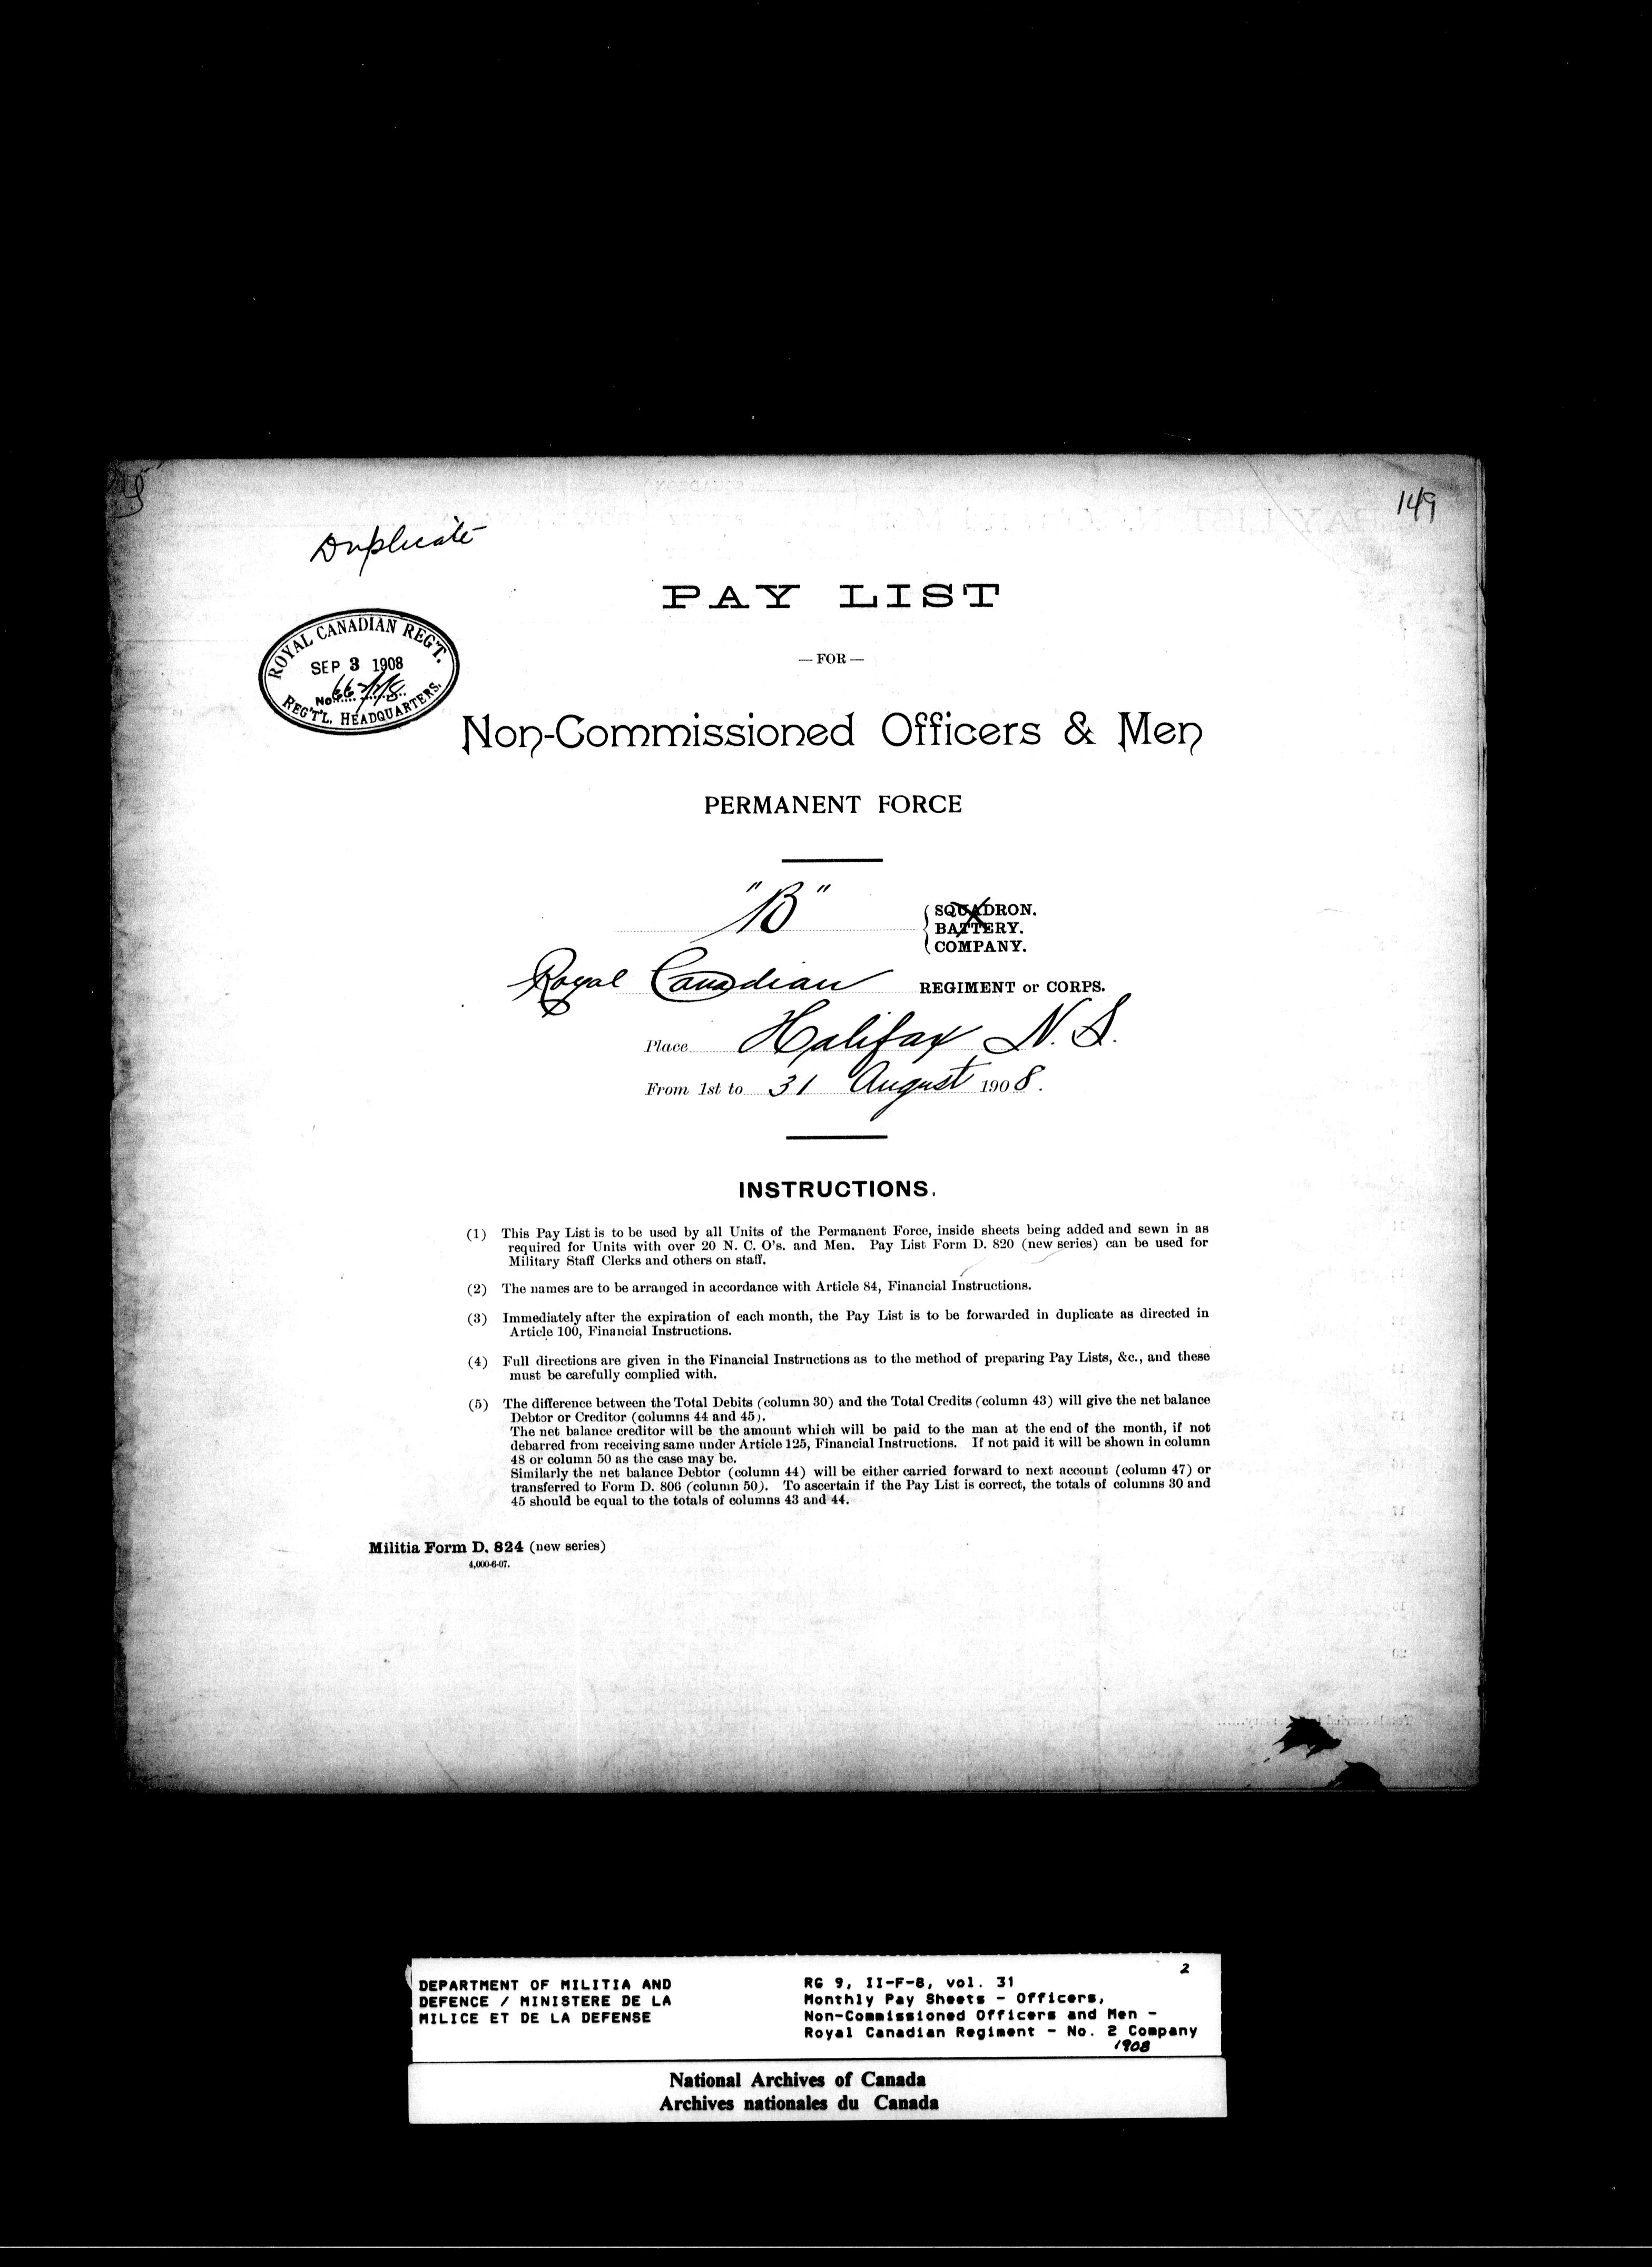 149
Duplicate
PAY LIST
— FOR —
ROYAL CANADIAN REG'T.
SEP 3 1908
No.
REG'T'L. HEADQUARTERS.
Non-Commissioned Officers & Men
PERMANENT FORCE
"B"
SQUADRON.
BATTERY.
COMPANY.
Royal Canadian REGIMENT or CORPS.
Place Halifax, N. S.
From 1st to 31 August 1908.
INSTRUCTIONS.
(1) This Pay List is to be used by all Units of the Permanent Force, inside sheets being added and sewn in as
required for Units with over 20 N. C. O's. and Men. Pay List Form D. 820 (new series) can be used for
Military Staff Clerks and others on staff.
(2) The names are to be arranged in accordance with Article 84, Financial Instructions.
(3) Immediately after the expiration of each month, the Pay List is to be forwarded in duplicate as directed in
Article 100, Financial Instructions.
(4) Full directions are given in the Financial Instructions as to the method of preparing Pay Lists, &c., and these
must be carefully complied with.
(5) The difference between the Total Debits (column 30) and the Total Credits (column 43) will give the net balance
Debtor or Creditor (columns 44 and 45).
The net balance creditor will be the amount which will be paid to the man at the end of the month, if not
debarred from receiving same under Article 125, Financial Instructions. If not paid it will be shown in column
48 or column 50 as the case may be.
Similarly the net balance Debtor (column 44) will be either carried forward to next account (column 47) or
transferred to Form D. 806 (column 50). To ascertain if the Pay List is correct, the totals of columns 30 and
45 should be equal to the totals of columns 43 and 44.
Militia Form D. 824 (new series)
4,000-6-07.
2
DEPARTMENT OF MILITIA AND
DEFENCE / MINISTERE DE LA
MILICE ET DE LA DEFENSE
RG 9, II-F-8, vol. 31
Monthly Pay Sheets - Officers,
Non-Commissioned Officers and Men -
Royal Canadian Regiment - No. 2 Company
1908
National Archives of Canada
Archives nationales du Canada